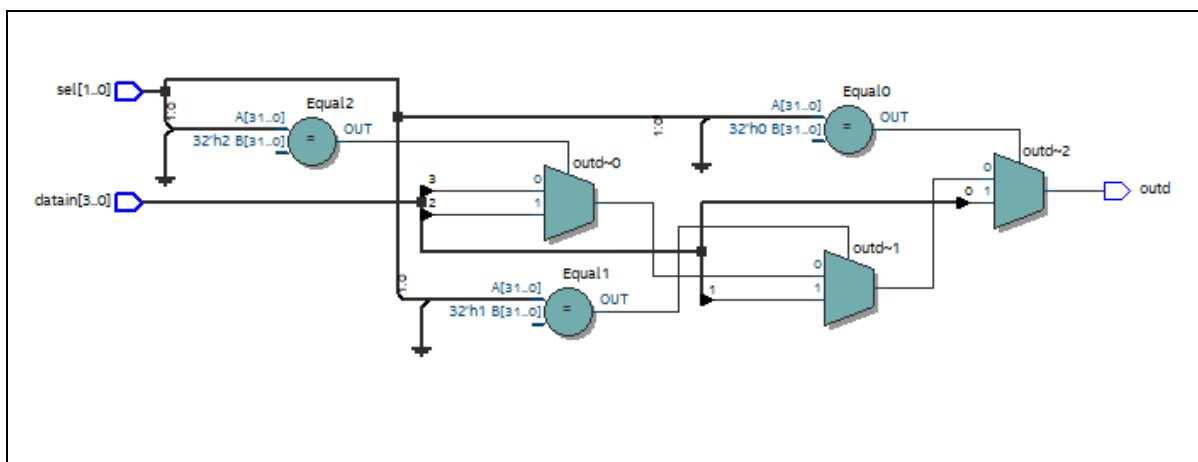 sel[1..0]
1:0
Equal2
A[31..0]
32'h2 B[31..0]
=
OUT
datain[3..0]
3
2
outd~0
0
1
1:0
Equal1
A[31..0]
32'h1 B[31..0]
=
OUT
1:0
Equal0
A[31..0]
32'h0 B[31..0]
=
OUT
1
outd~1
0
1
0
outd~2
0
1
outd